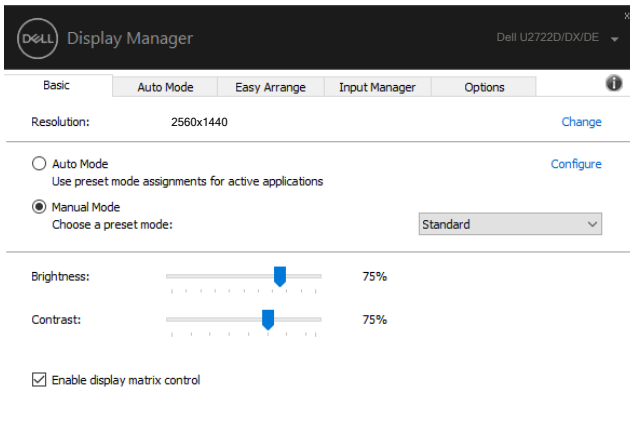 x
DELL Display Manager Dell U2722D/DX/DE
Basic Auto Mode Easy Arrange Input Manager Options i
Resolution: 2560x1440 Change
Auto Mode Configure
Use preset mode assignments for active applications
Manual Mode
Choose a preset mode: Standard
Brightness: 75%
Contrast: 75%
Enable display matrix control